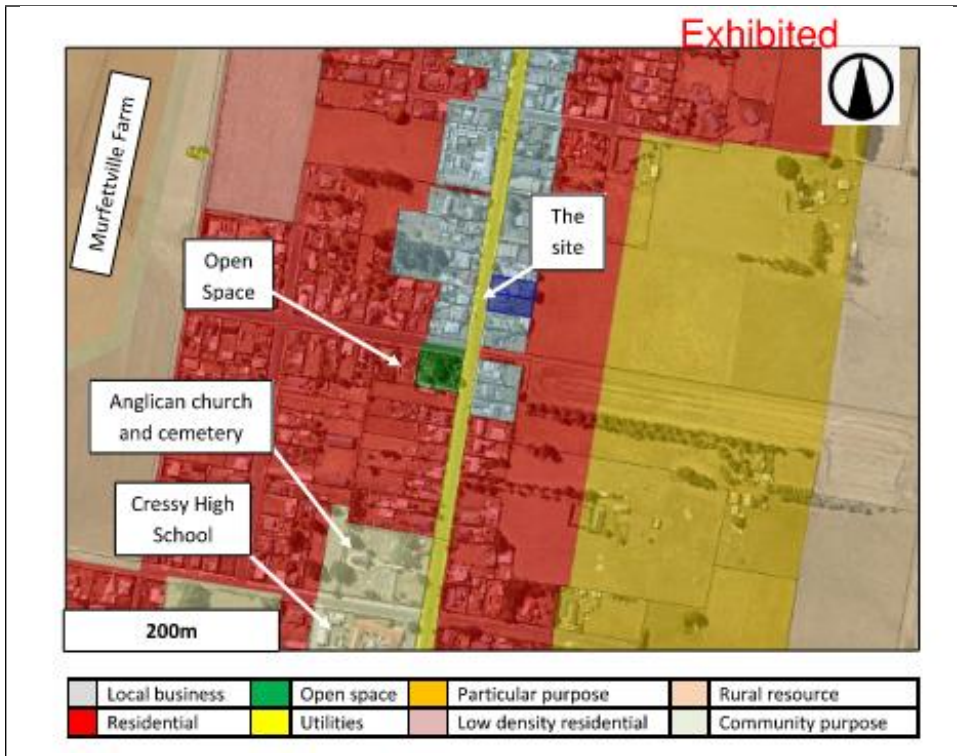 Exhibited
Murfettville Farm
The
site
Open
Space
Anglican church
and cemetery
Cressy High
School
200m
Local business
Open space
Particular purpose
Rural resource
Residential
Utilities
Low density residential
Community purpose